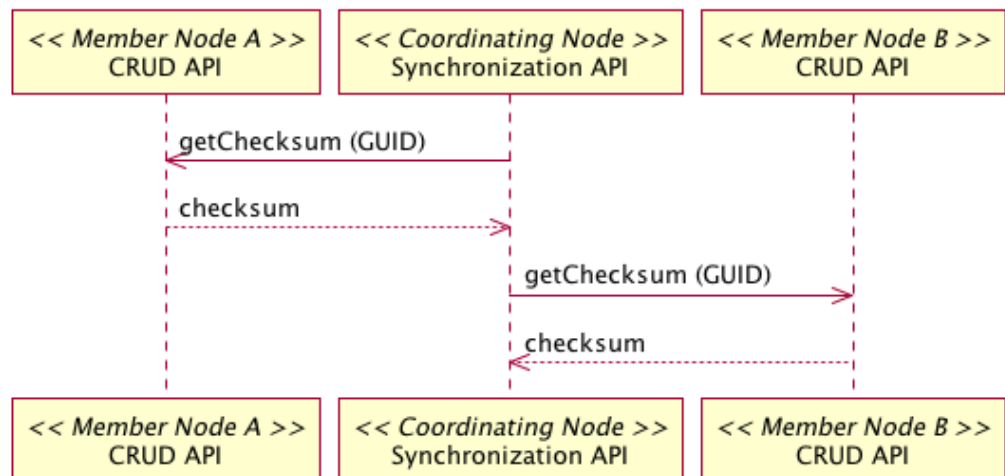 << Member Node A >>
CRUD API
<< Coordinating Node >>
Synchronization API
<< Member Node B >>
CRUD API
getChecksum (GUID)
checksum
getChecksum (GUID)
checksum
<< Member Node A >>
CRUD API
<< Coordinating Node >>
Synchronization API
<< Member Node B >>
CRUD API